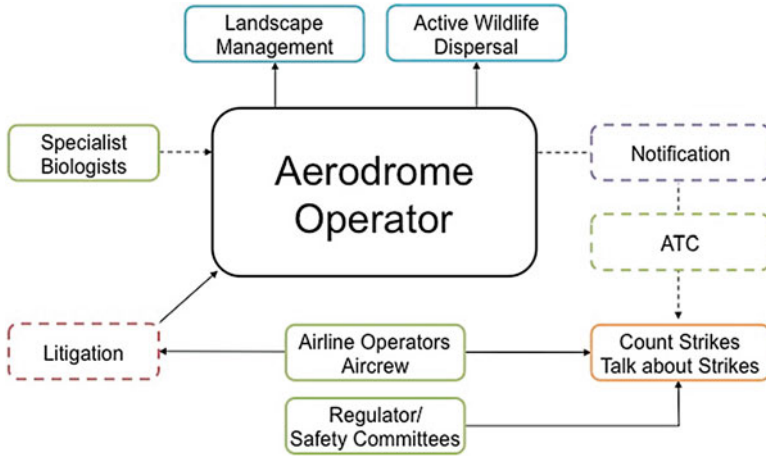 Landscape
Management
Active Wildlife
Dispersal
Specialist
Biologists
Aerodrome
Operator
Notification
ATC
Litigation
Airline Operators
Aircrew
Count Strikes
Talk about Strikes
Regulator/
Safety Committees